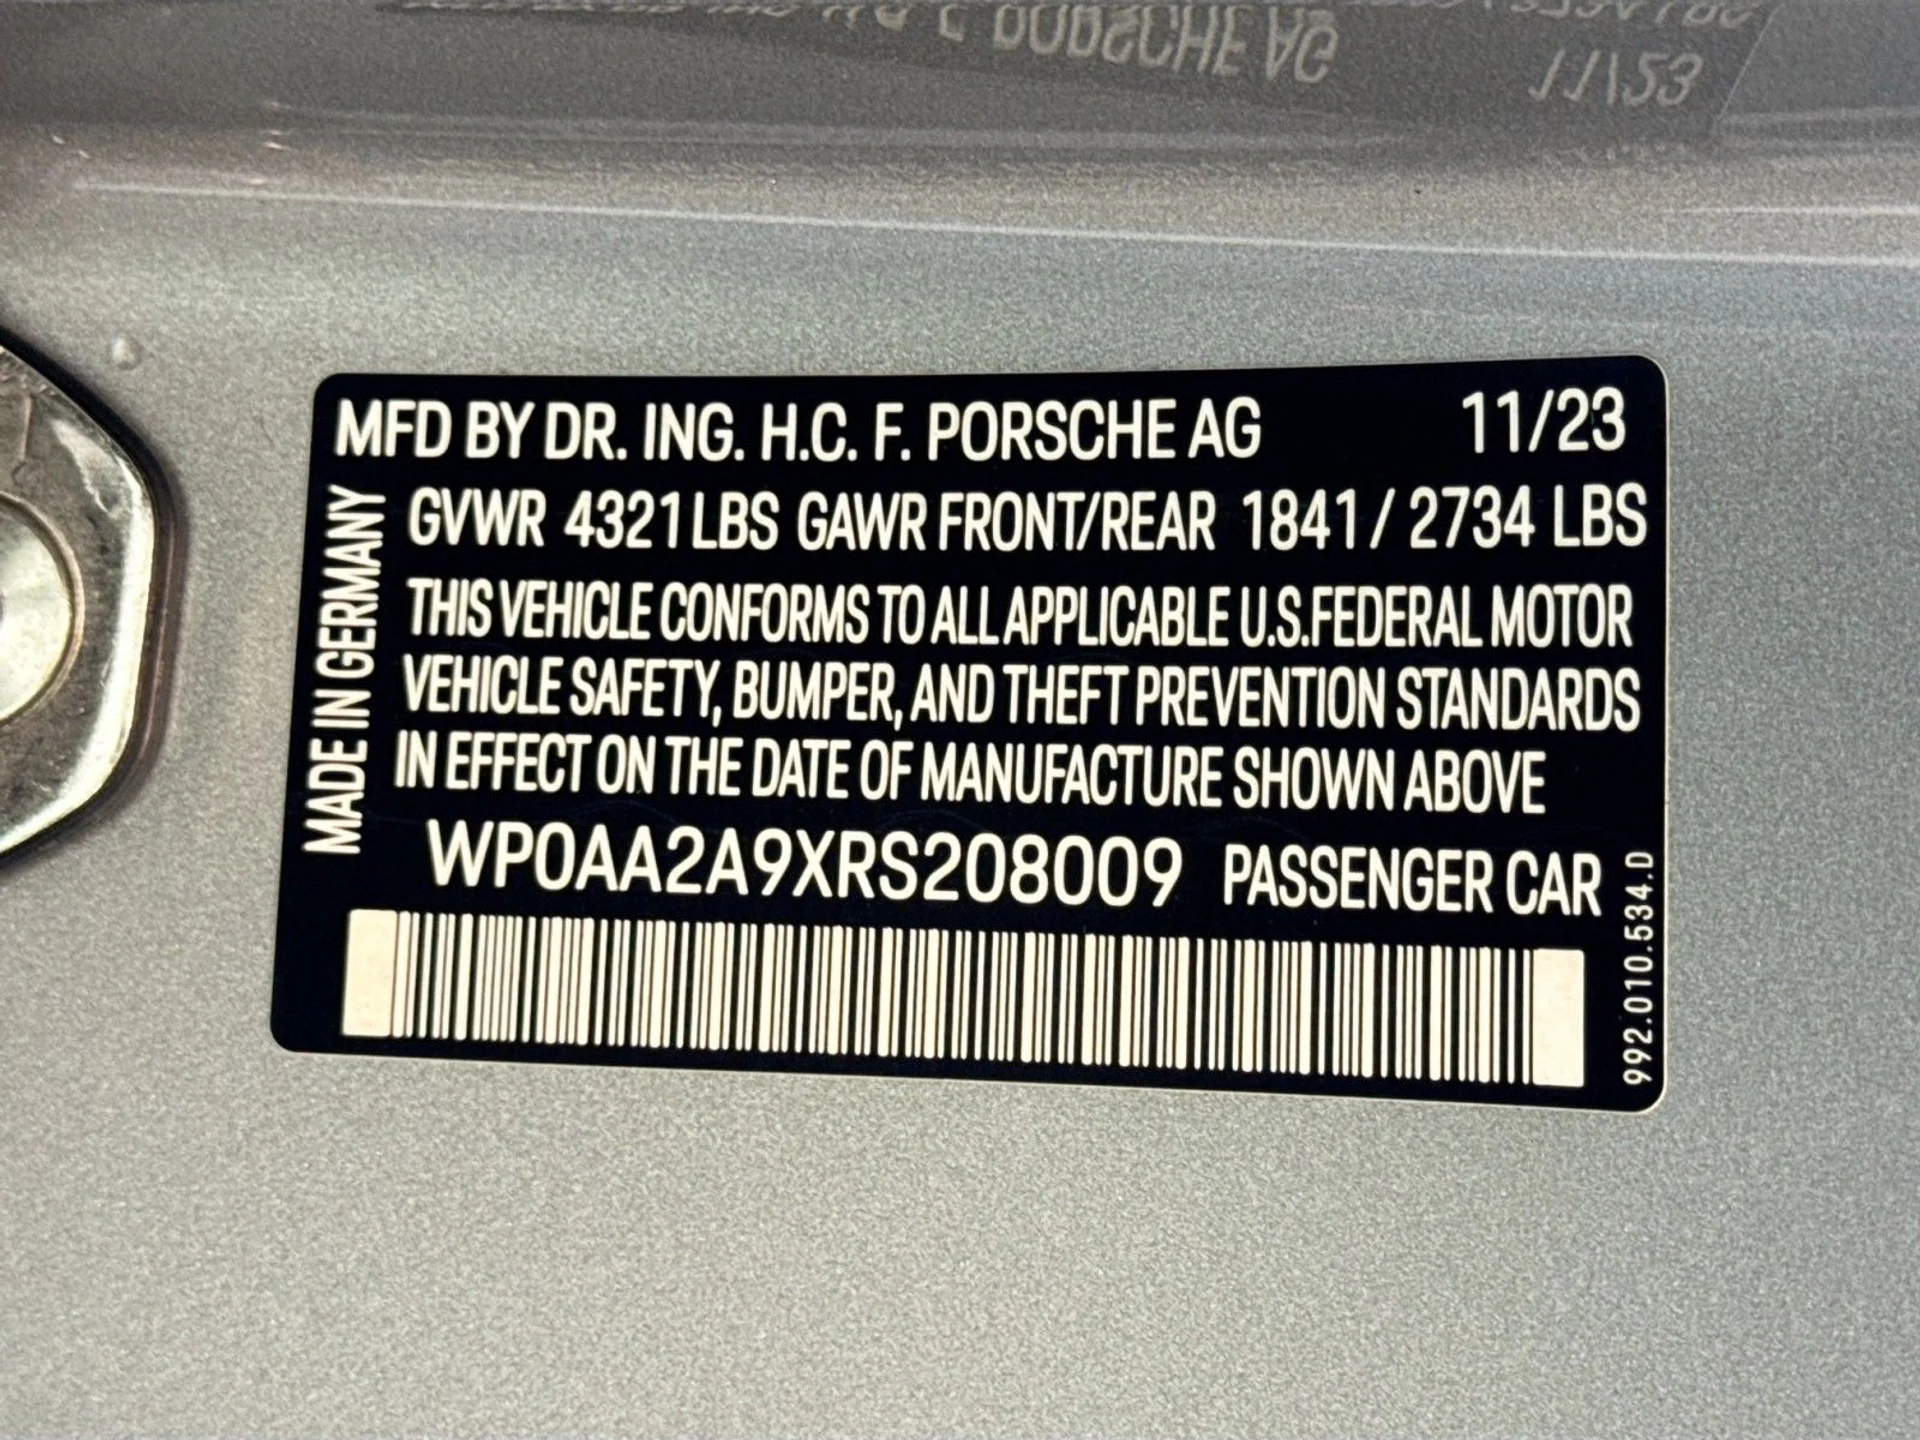 MFD BY DR. ING. H.C. F. PORSCHE AG 11/23
GVWR 4321 LBS GAWR FRONT/REAR 1841 / 2734 LBS
THIS VEHICLE CONFORMS TO ALL APPLICABLE U.S.FEDERAL MOTOR
VEHICLE SAFETY, BUMPER, AND THEFT PREVENTION STANDARDS
IN EFFECT ON THE DATE OF MANUFACTURE SHOWN ABOVE
WP0AA2A9XRS208009 PASSENGER CAR
MADE IN GERMANY
992.010.534.D